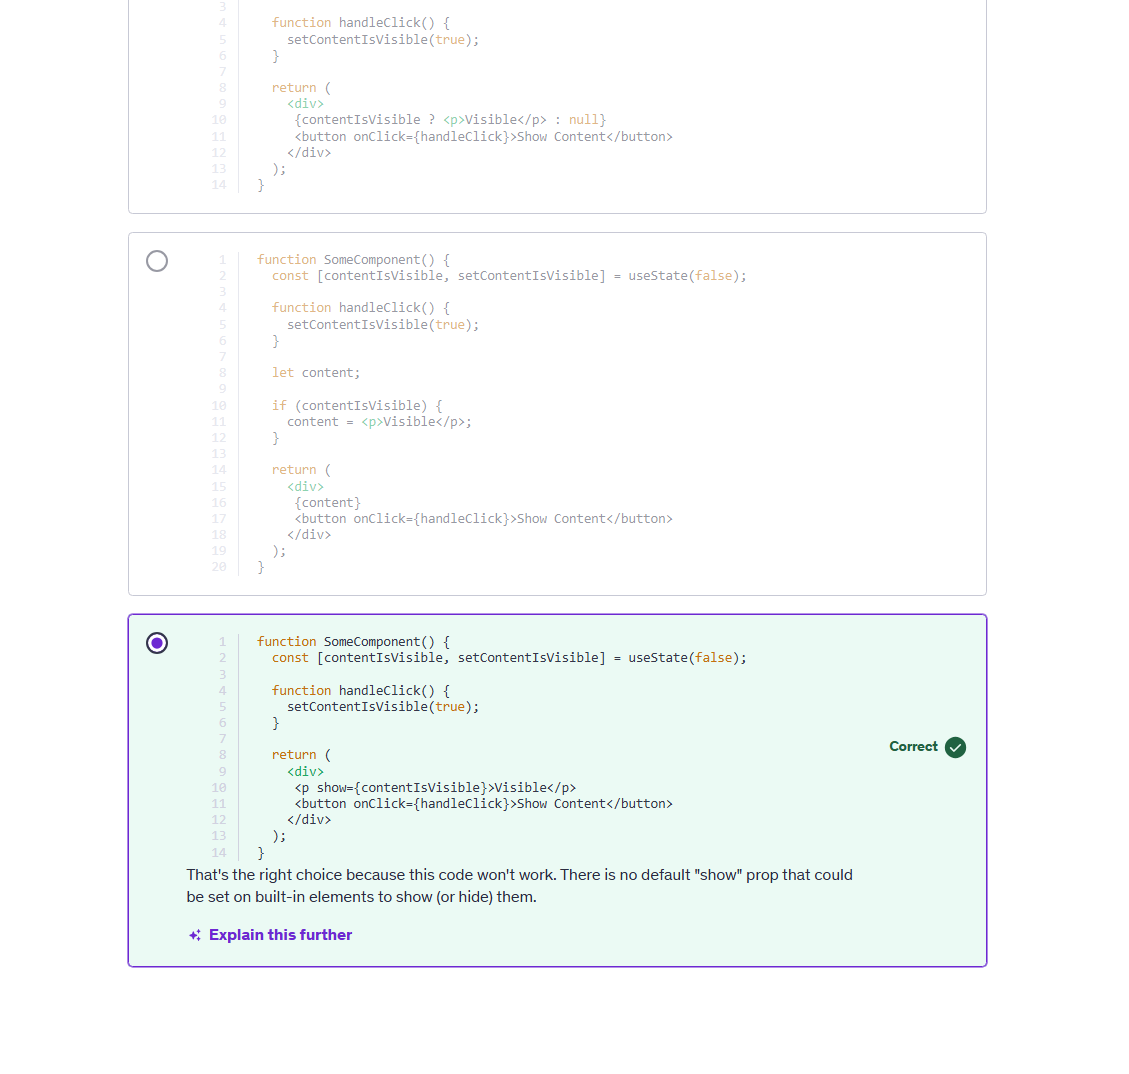 3
4 function handleClick() {
5 setContentIsVisible(true);
6 }
7
8 return (
9 <div>
10 {contentIsVisible ? <p>Visible</p> : null}
11 <button onClick={handleClick}>Show Content</button>
12 </div>
13 );
14 }
1 function SomeComponent() {
2 const [contentIsVisible, setContentIsVisible] = useState(false);
3
4 function handleClick() {
5 setContentIsVisible(true);
6 }
7
8 let content;
9
10 if (contentIsVisible) {
11 content = <p>Visible</p>;
12 }
13
14 return (
15 <div>
16 {content}
17 <button onClick={handleClick}>Show Content</button>
18 </div>
19 );
20 }
1 function SomeComponent() {
2 const [contentIsVisible, setContentIsVisible] = useState(false);
3
4 function handleClick() {
5 setContentIsVisible(true);
6 }
7
8 return (
9 <div>
10 <p show={contentIsVisible}>Visible</p>
11 <button onClick={handleClick}>Show Content</button>
12 </div>
13 );
14 }
Correct
That's the right choice because this code won't work. There is no default "show" prop that could
be set on built-in elements to show (or hide) them.
Explain this further